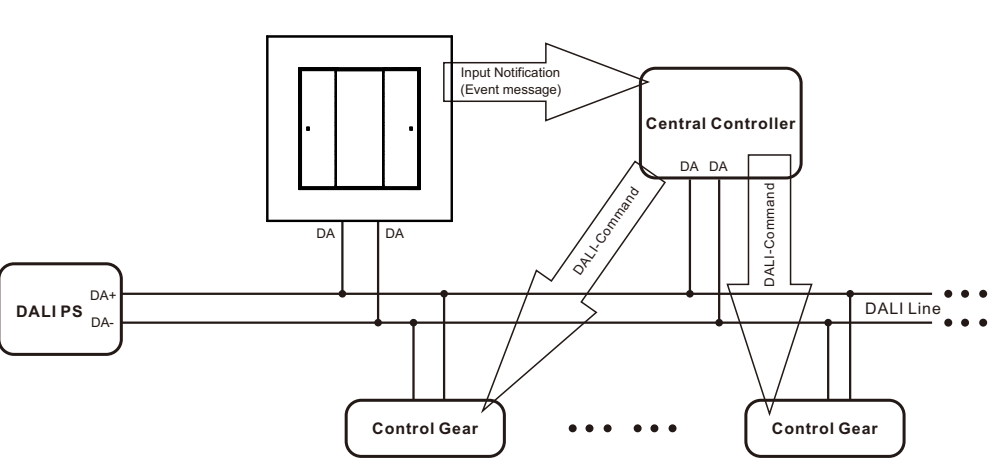 Input Notification
(Event message)
Central Controller
DA DA
DALI-Command
DALI-Command
DA DA
DALI PS
DA+
DA-
DALI Line
Control Gear
Control Gear